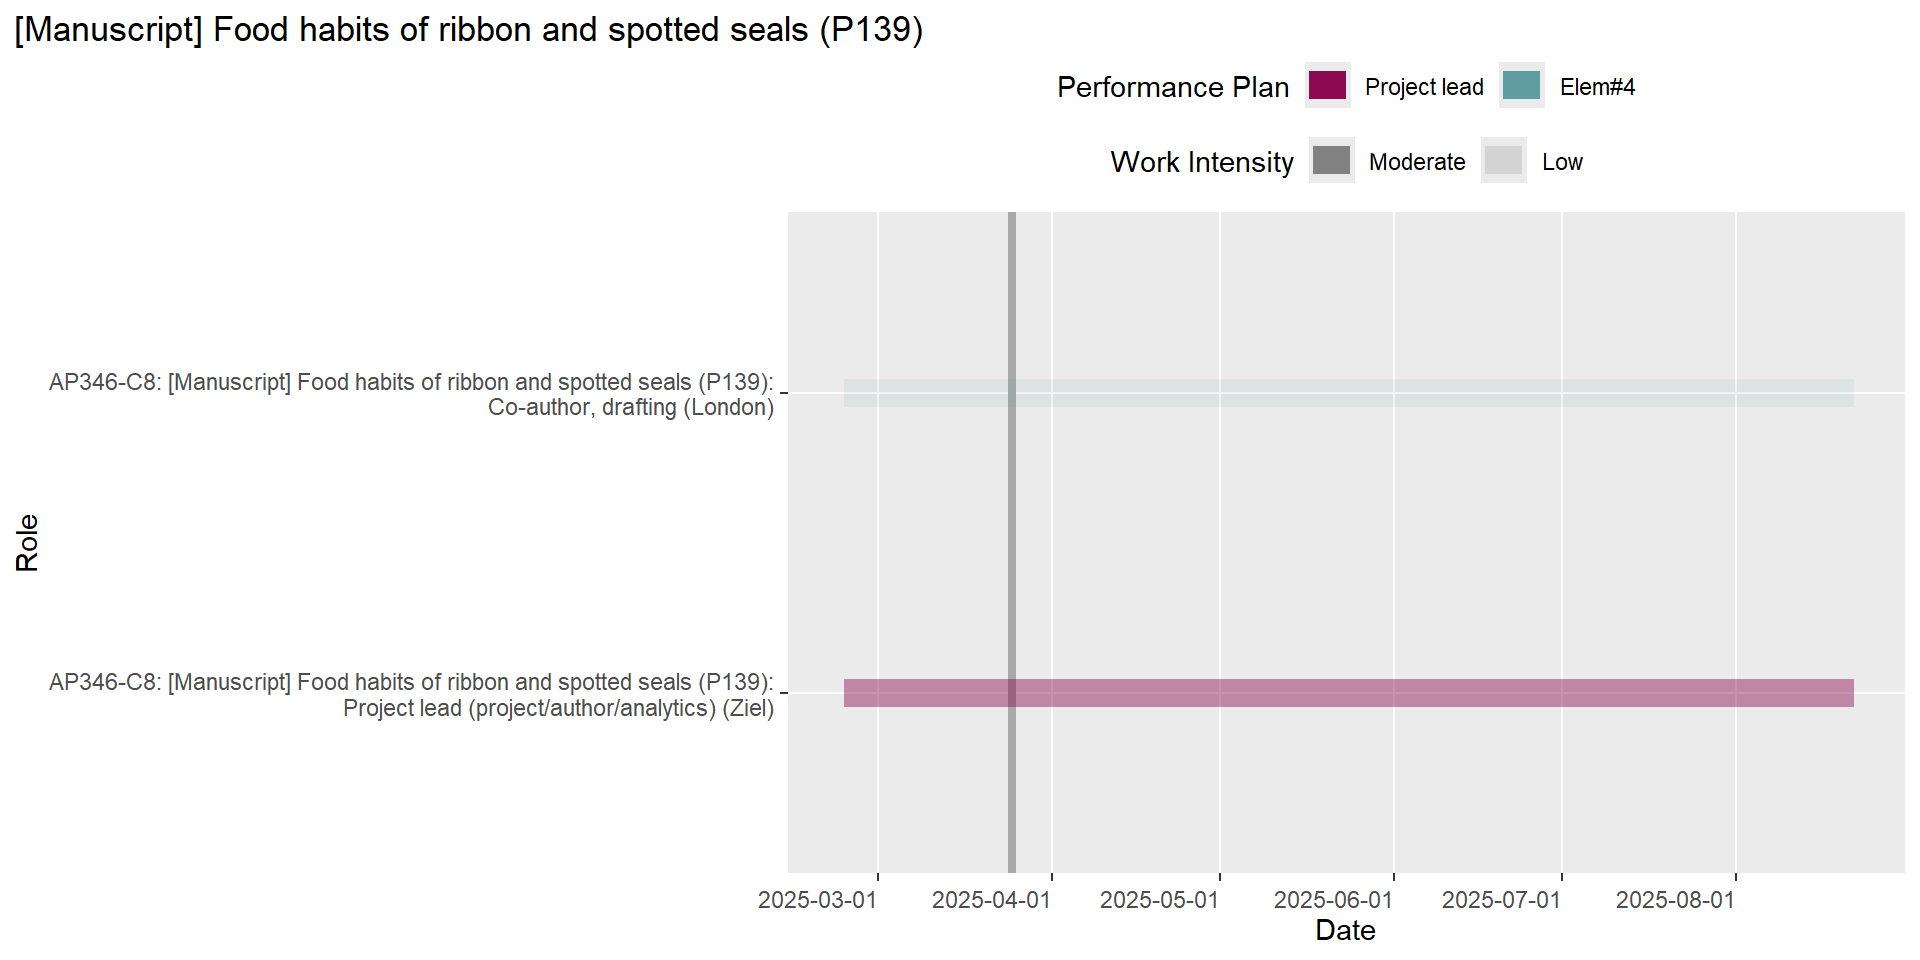 [Manuscript] Food habits of ribbon and spotted seals (P139)
Performance Plan Project lead Elem#4
Work Intensity Moderate Low
AP346-C8: [Manuscript] Food habits of ribbon and spotted seals (P139):
Co-author, drafting (London)
Role
AP346-C8: [Manuscript] Food habits of ribbon and spotted seals (P139):
Project lead (project/author/analytics) (Ziel)
2025-03-01 2025-04-01 2025-05-01 2025-06-01 2025-07-01 2025-08-01
Date